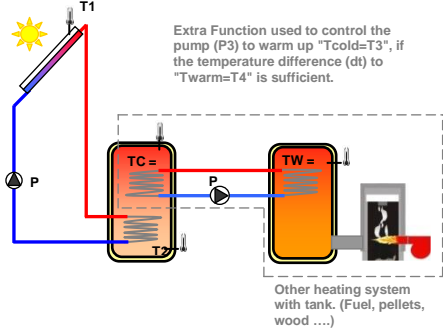 T1
Extra Function used to control the
pump (P3) to warm up "Tcold=T3", if
the temperature difference (dt) to
"Twarm=T4" is sufficient.
TC =
TW =
P
P
T2
Other heating system
with tank. (Fuel, pellets,
wood ....)